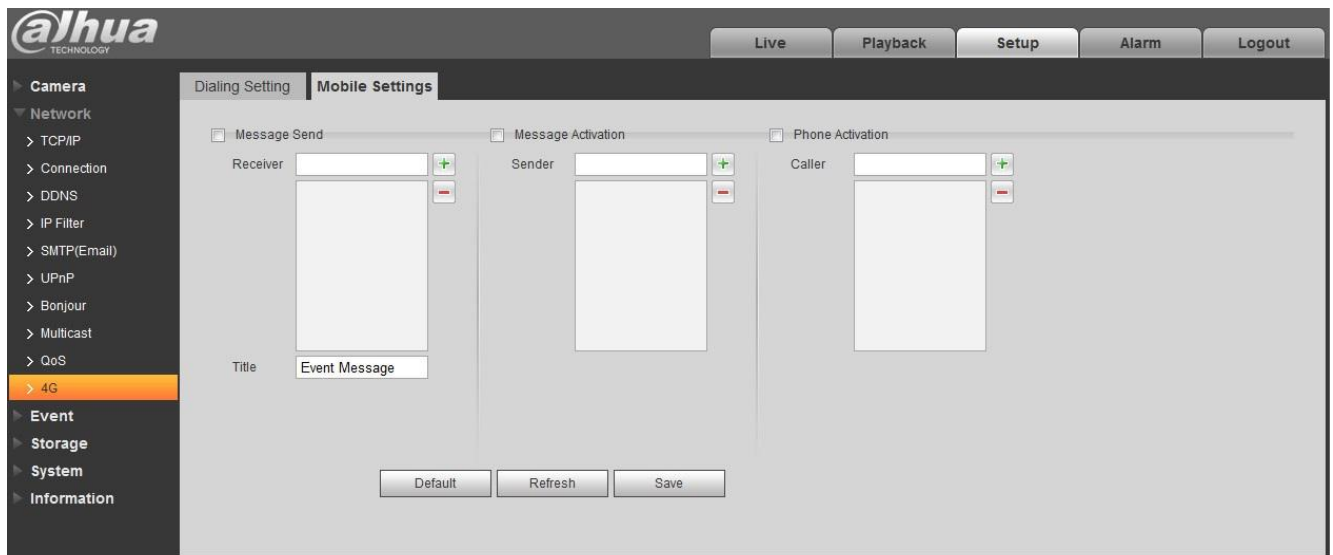 alhua
TECHNOLOGY
Live Playback Setup Alarm Logout
Camera
Network
TCP/IP
Connection
DDNS
IP Filter
SMTP(Email)
UPnP
Bonjour
Multicast
QoS
4G
Event
Storage
System
Information
Dialing Setting Mobile Settings
Message Send Message Activation Phone Activation
Receiver Sender Caller
Title Event Message
Default Refresh Save